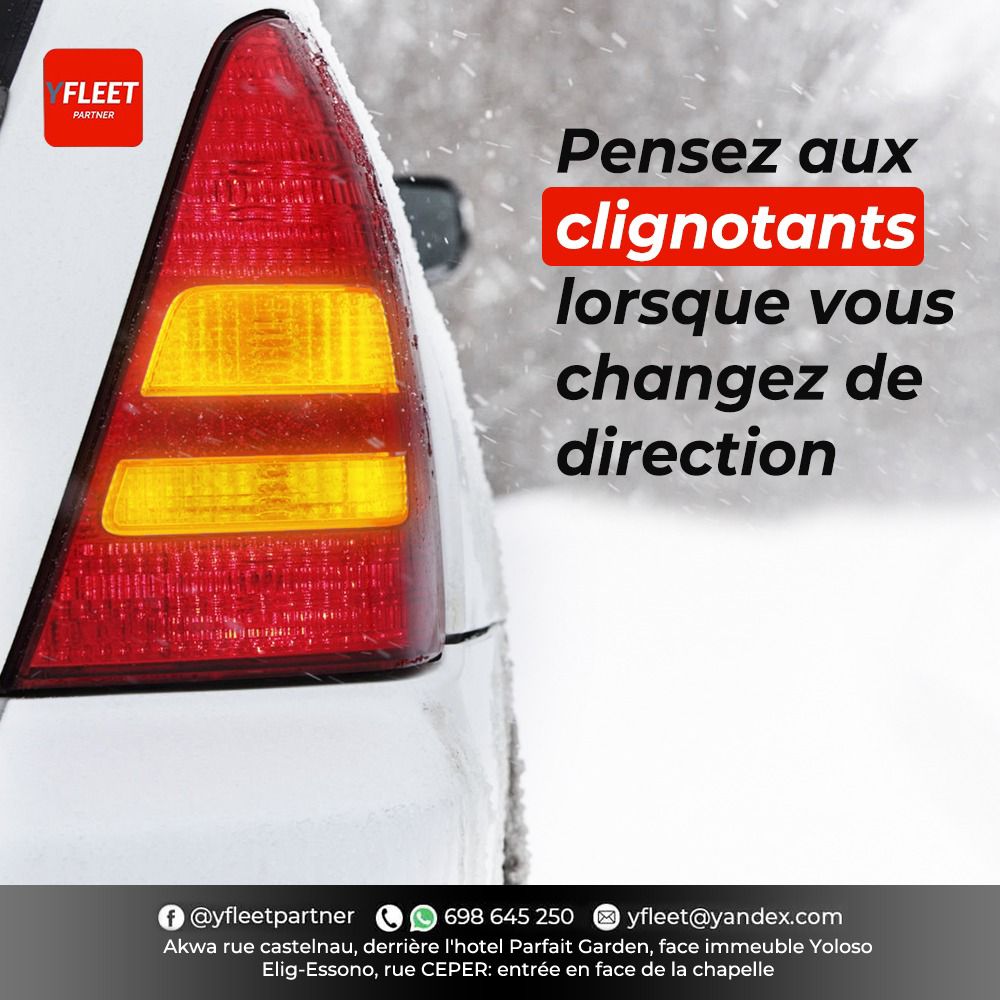 YFLEET
PARTNER
Pensez aux
clignotants
lorsque vous
changez de
direction
@yfleetpartner 698 645 250 yfleet@yandex.com
Akwa rue castelnau, derrière l'hotel Parfait Garden, face immeuble Yoloso
Elig-Essono, rue CEPER: entrée en face de la chapelle